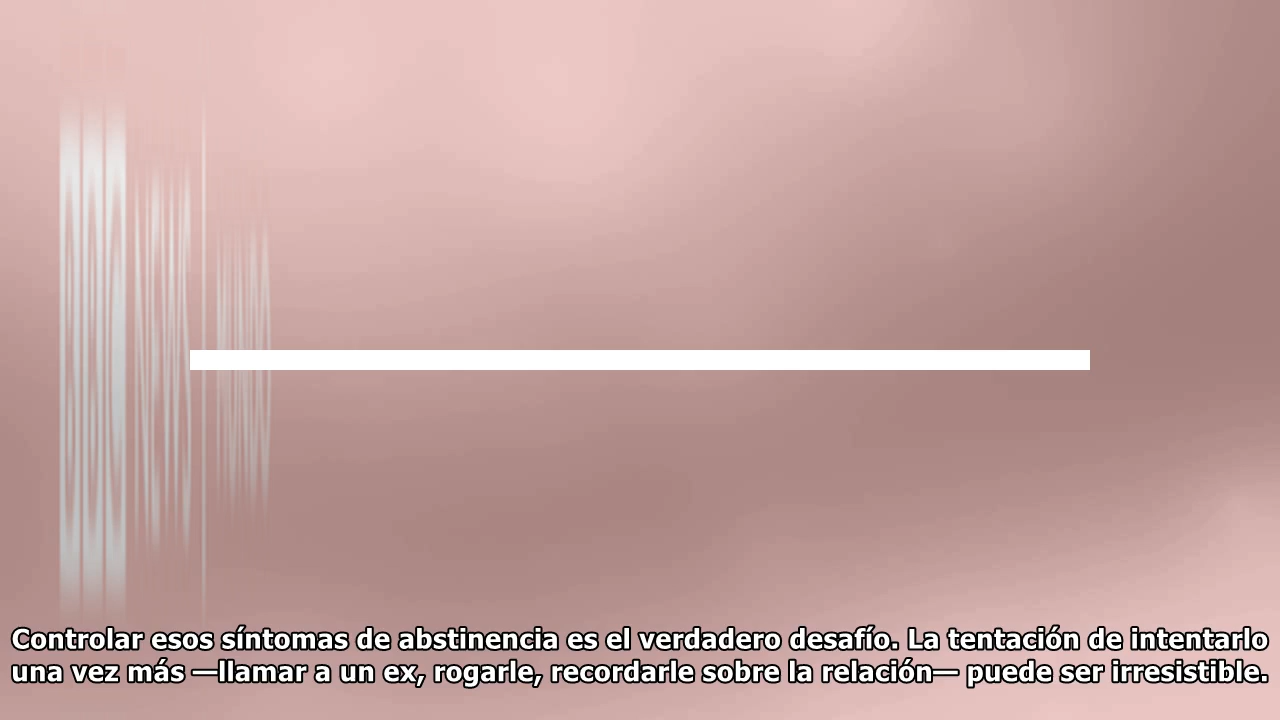 Controlar esos síntomas de abstinencia es el verdadero desafío. La tentación de intentarlo
una vez más —llamar a un ex, rogarle, recordarle sobre la relación— puede ser irresistible.